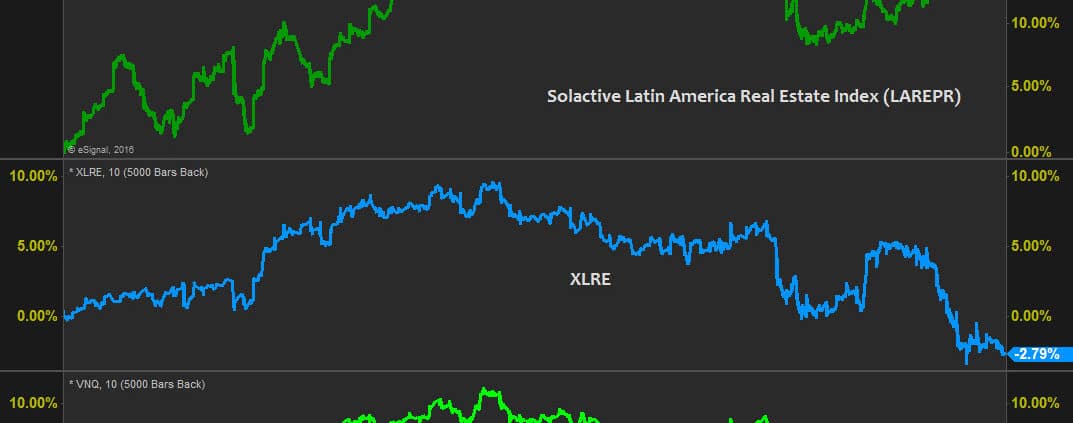 10.00%
5.00%
Solactive Latin America Real Estate Index (LAREPR)
© eSignal, 2016
0.00%
* XLRE, 10 (5000 Bars Back)
10.00% 10.00%
5.00% 5.00%
XLRE
0.00% 0.00%
-2.79%
* VNQ, 10 (5000 Bars Back)
10.00% 10.00%